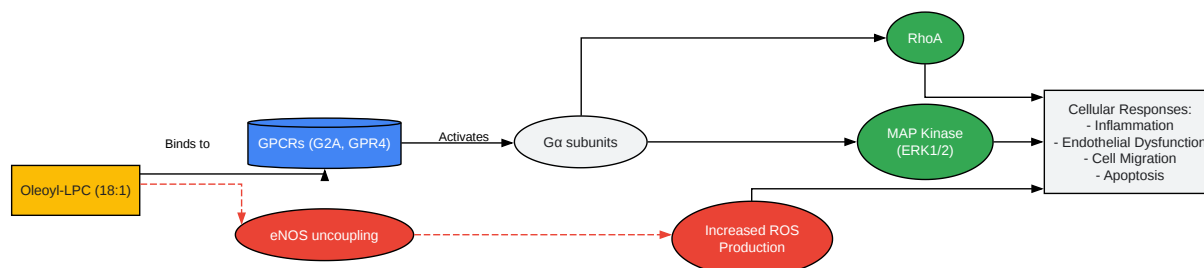 RhoA
Cellular Responses:
- Inflammation
- Endothelial Dysfunction
- Cell Migration
- Apoptosis
Binds to
GPCRs (G2A, GPR4)
Activates
Gα subunits
MAP Kinase
(ERK1/2)
Oleoyl-LPC (18:1)
eNOS uncoupling
Increased ROS
Production